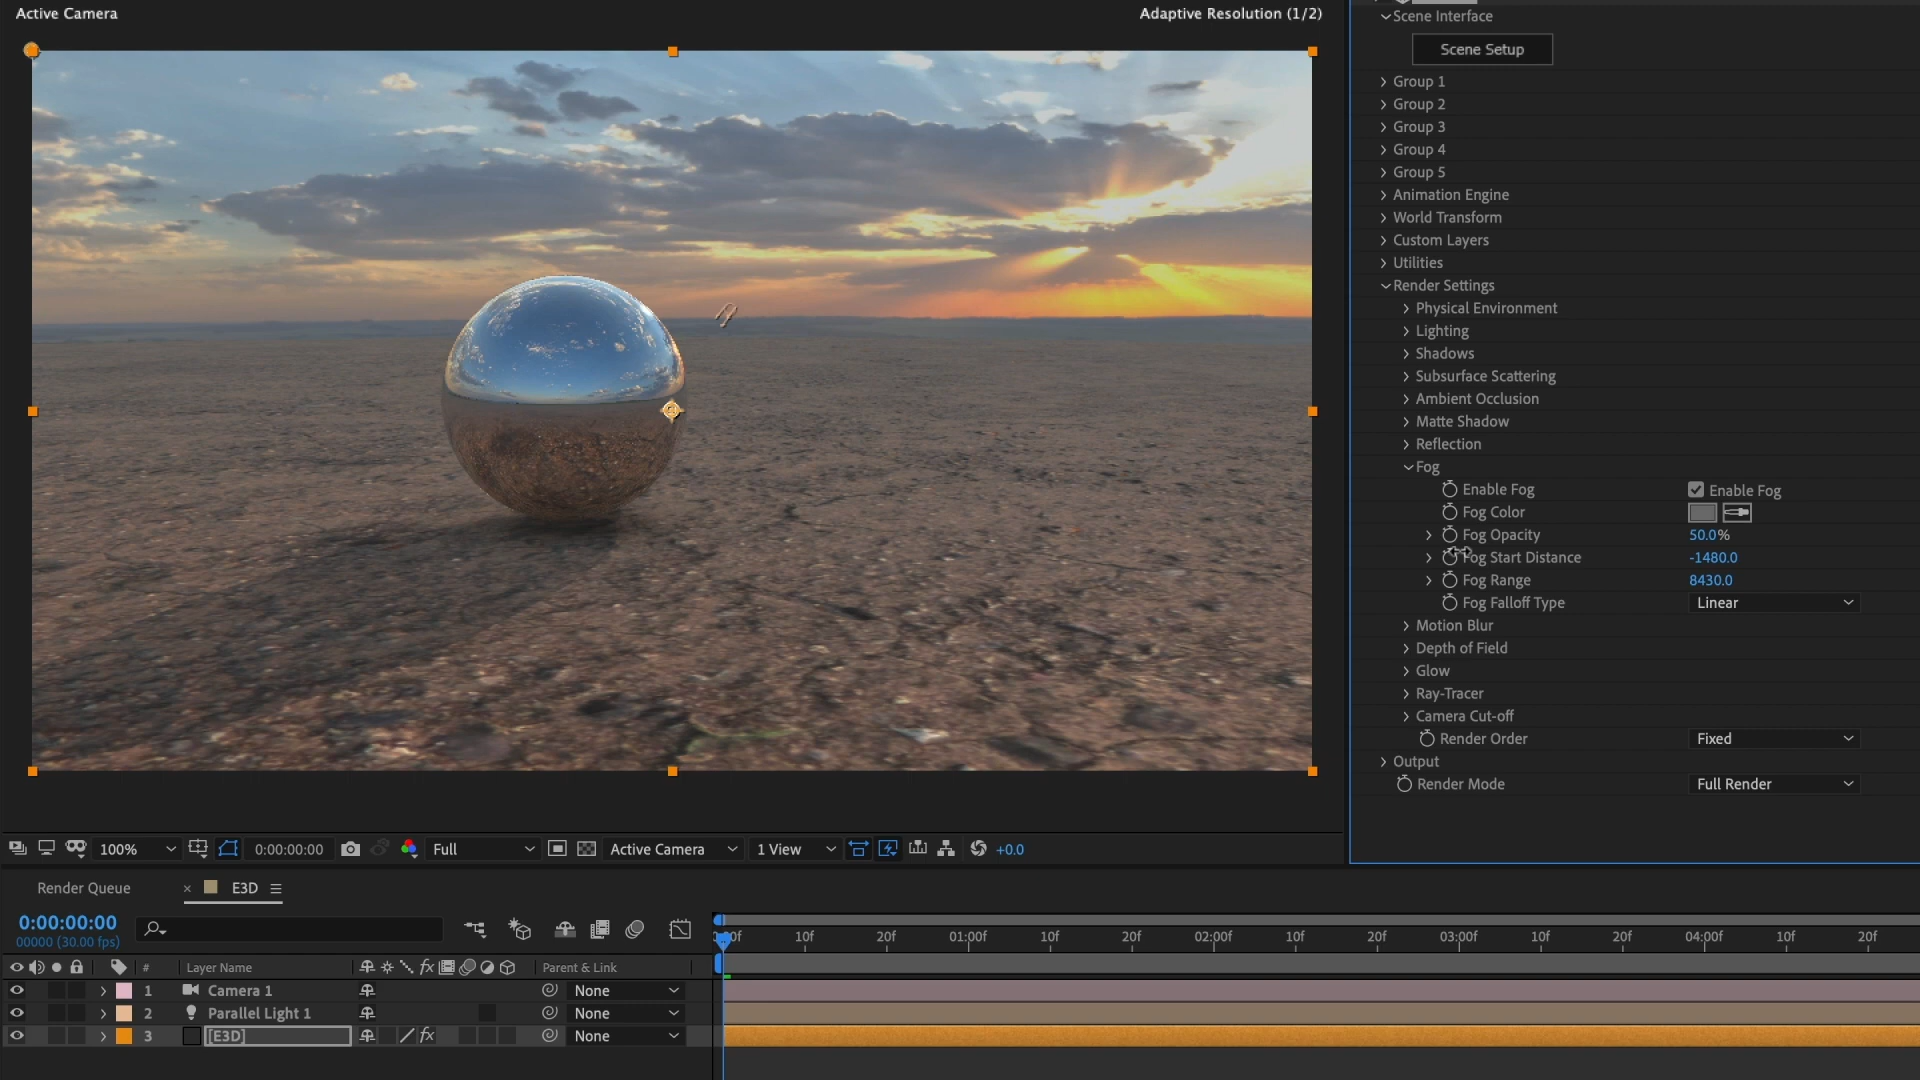 Active Camera
Adaptive Resolution (1/2)
Scene Interface
Scene Setup
Group 1
Group 2
Group 3
Group 4
Group 5
Animation Engine
World Transform
Custom Layers
Utilities
Render Settings
Physical Environment
Lighting
Shadows
Subsurface Scattering
Ambient Occlusion
Matte Shadow
Reflection
Fog
Enable Fog Enable Fog
Fog Color
Fog Opacity 50.0%
Fog Start Distance -1480.0
Fog Range 8430.0
Fog Falloff Type Linear
Motion Blur
Depth of Field
Glow
Ray-Tracer
Camera Cut-off
Render Order Fixed
Output
Render Mode Full Render
100% 0:00:00:00 Full Active Camera 1 View +0.0
Render Queue × E3D
0:00:00:00
00000 (30.00 fps)
10f 20f 01:00f 10f 20f 02:00f 10f 20f 03:00f 10f 20f 04:00f 10f 20f
# Layer Name fx Parent & Link
1 Camera 1 None
2 Parallel Light 1 None
3 [E3D] fx None